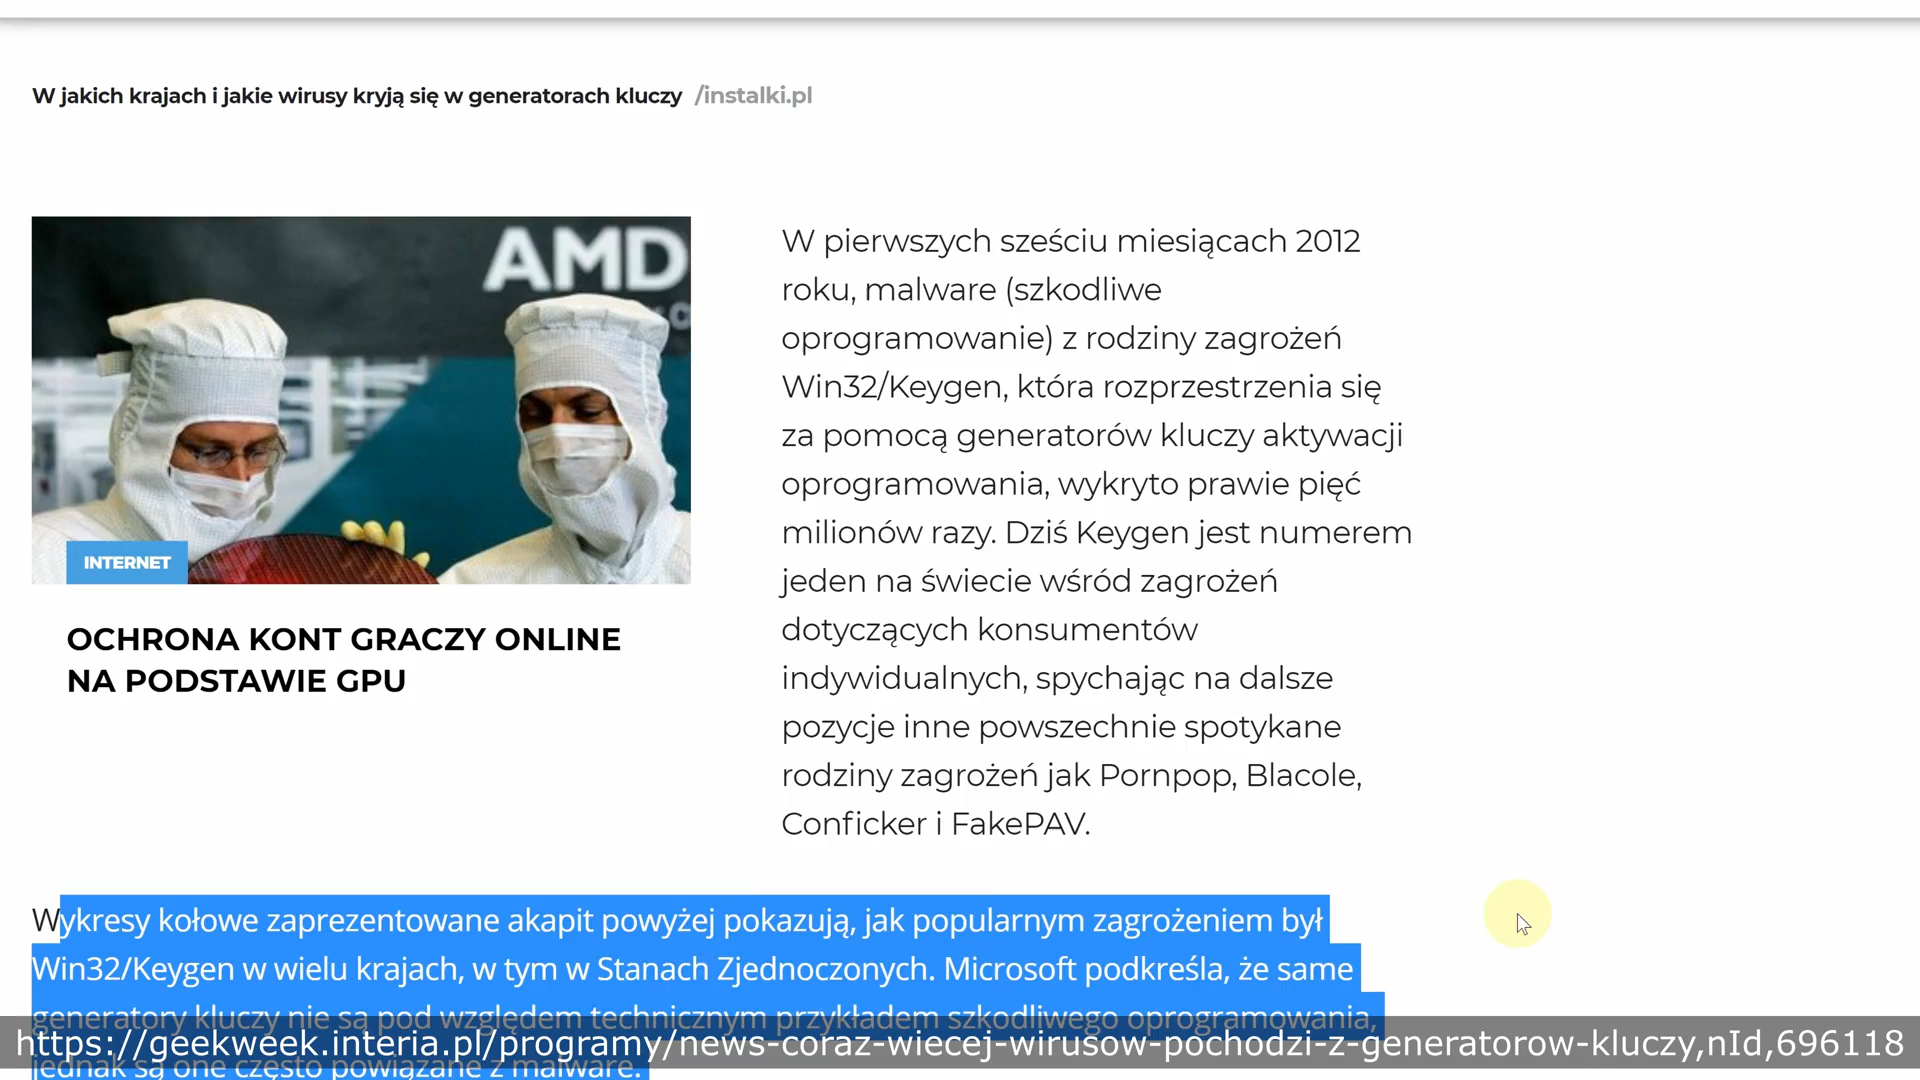 W jakich krajach i jakie wirusy kryją się w generatorach kluczy /instalki.pl
AMD
INTERNET
OCHRONA KONT GRACZY ONLINE
NA PODSTAWIE GPU
W pierwszych sześciu miesiącach 2012
roku, malware (szkodliwe
oprogramowanie) z rodziny zagrożeń
Win32/Keygen, która rozprzestrzenia się
za pomocą generatorów kluczy aktywacji
oprogramowania, wykryto prawie pięć
milionów razy. Dziś Keygen jest numerem
jeden na świecie wśród zagrożeń
dotyczących konsumentów
indywidualnych, spychając na dalsze
pozycje inne powszechnie spotykane
rodziny zagrożeń jak Pornpop, Blacole,
Conficker i FakePAV.
Wykresy kołowe zaprezentowane akapit powyżej pokazują, jak popularnym zagrożeniem był
Win32/Keygen w wielu krajach, w tym w Stanach Zjednoczonych. Microsoft podkreśla, że same
generatory kluczy nie są pod względem technicznym przykładem szkodliwego oprogramowania,
jednak są one często powiązane z malware.
https://geekweek.interia.pl/programy/news-coraz-wiecej-wirusow-pochodzi-z-generatorow-kluczy,nId,696118